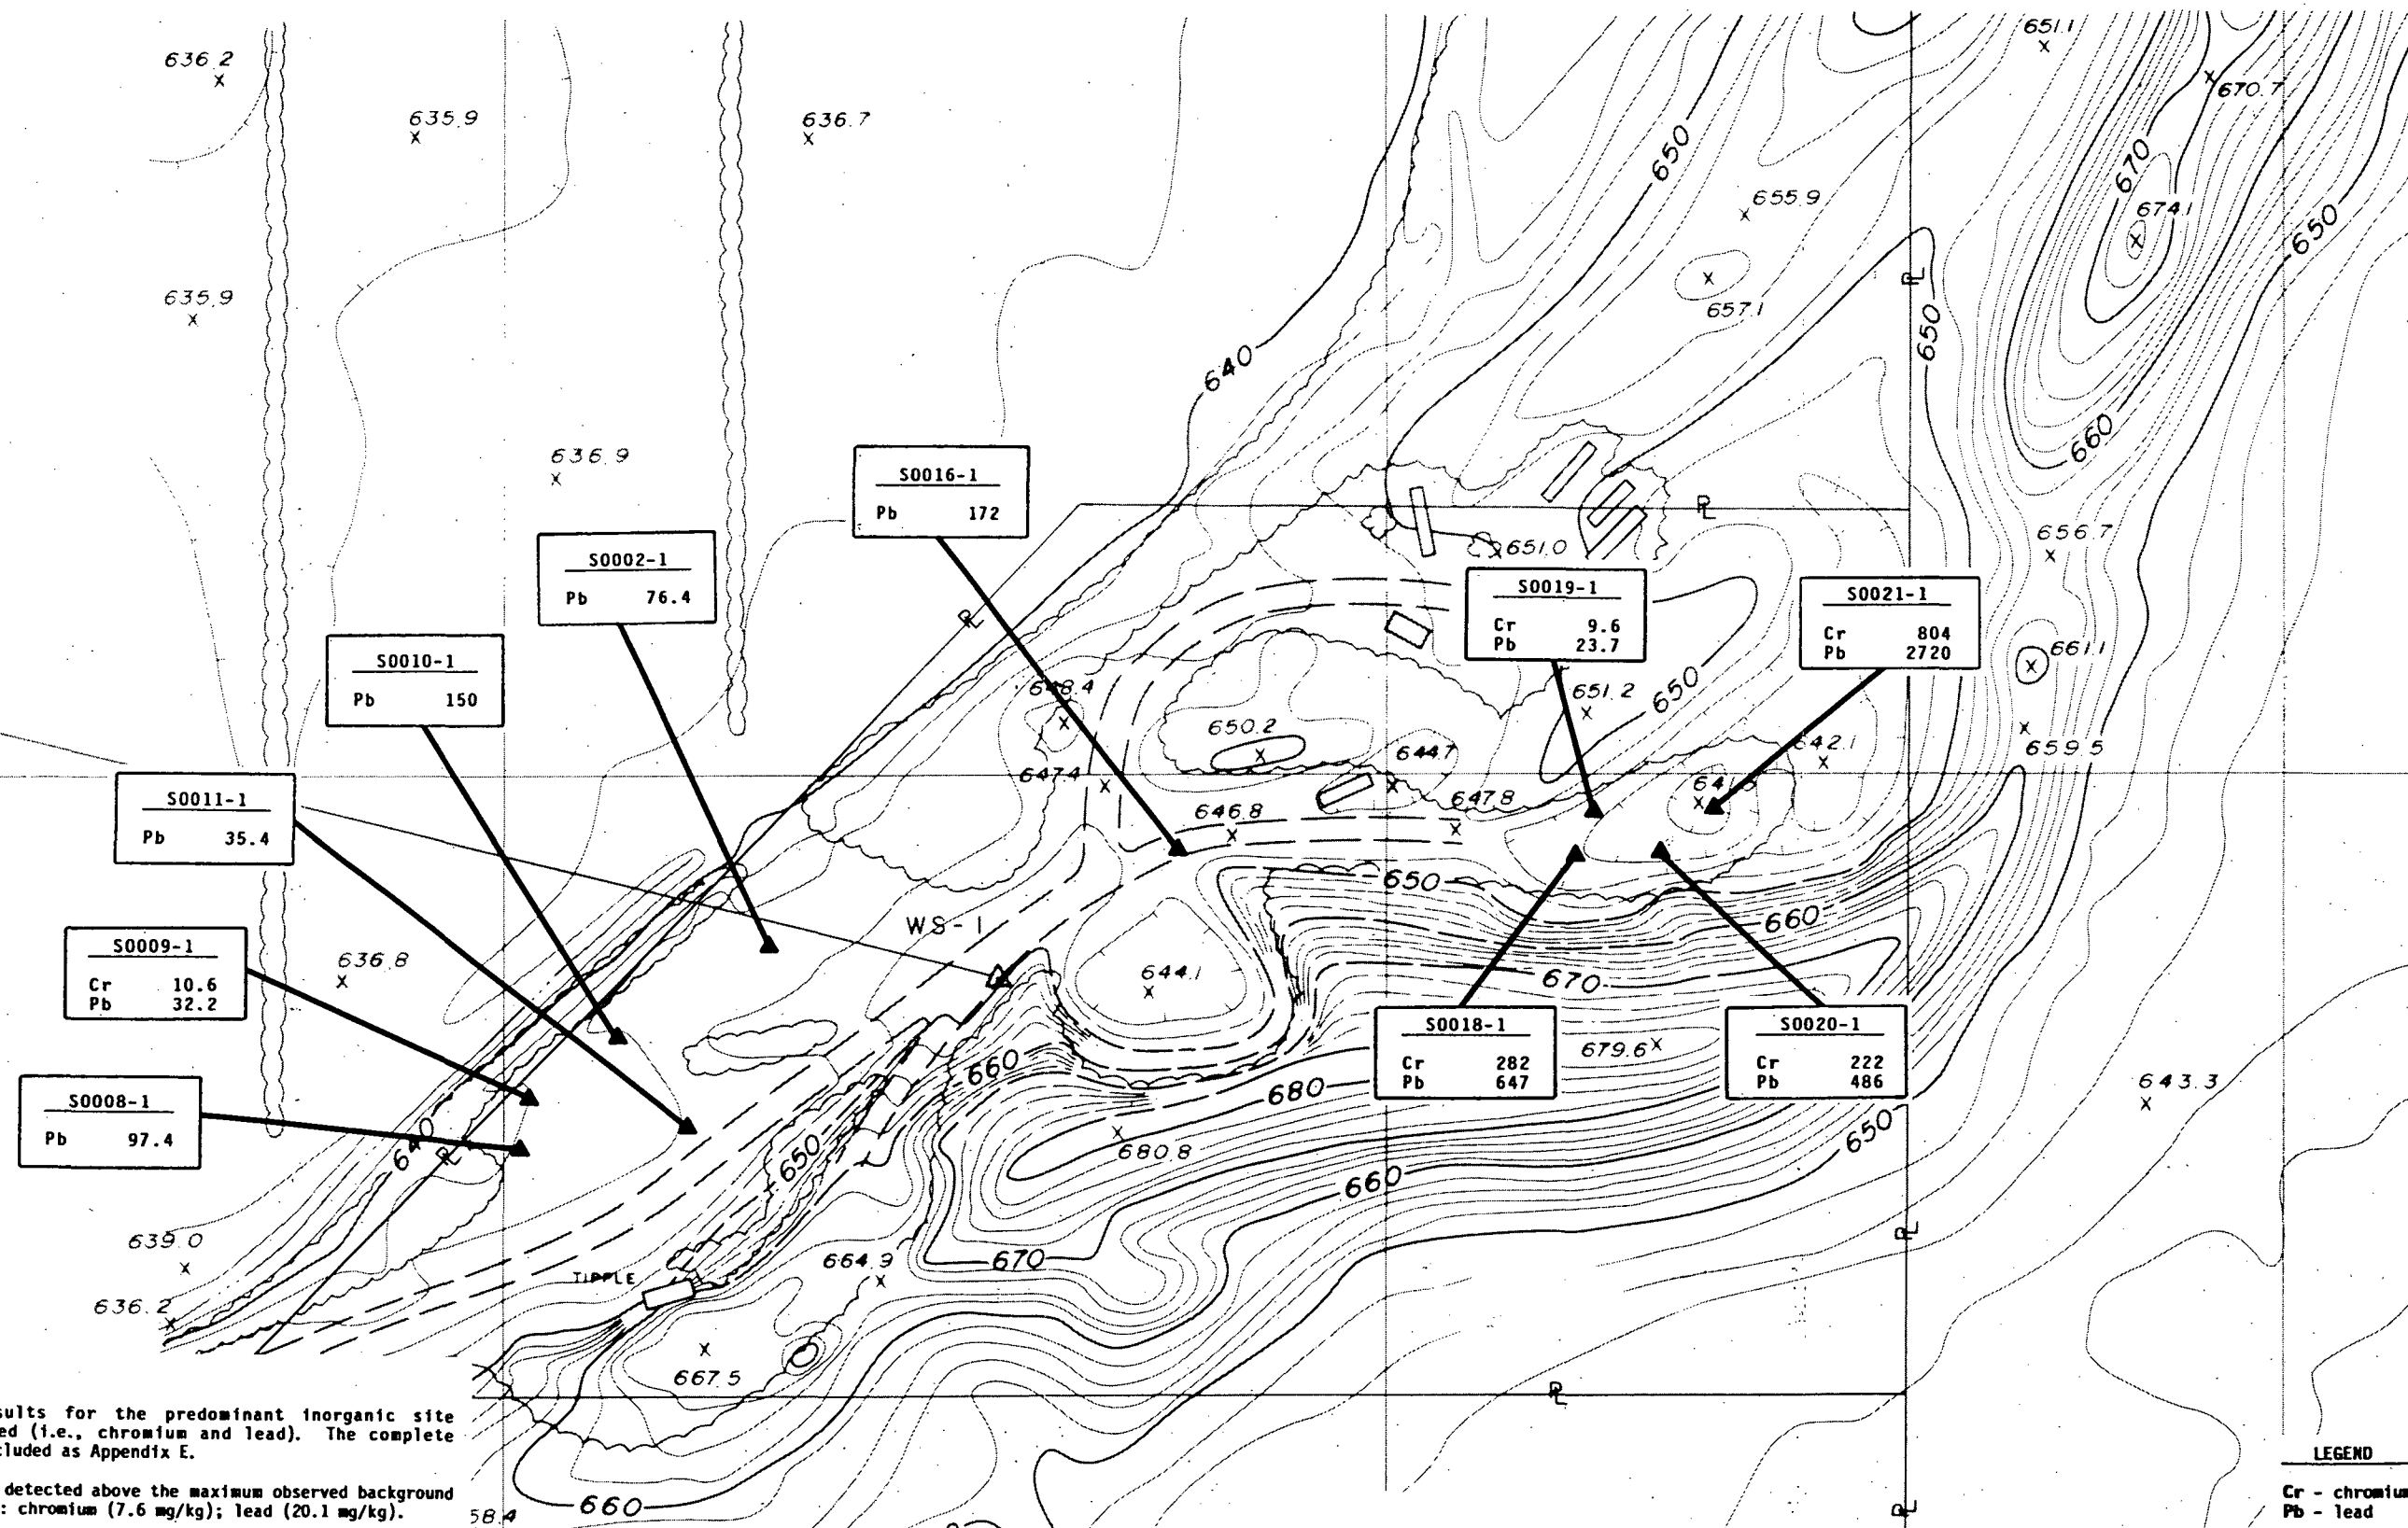 636.2
635.9
636.7
651.1
670.7
650
670
655.9
674.1
650
635.9
657.1
650
640
660
636.9
S0016-1
Pb 172
651.0
656.7
S0002-1
Pb 76.4
S0019-1
Cr 9.6
Pb 23.7
S0021-1
Cr 804
Pb 2720
661.1
S0010-1
Pb 150
648.4
650.2
651.2
650
644.7
642.1
659.5
647.4
S0011-1
Pb 35.4
646.8
647.8
650
WS-1
660
S0009-1
Cr 10.6
Pb 32.2
636.8
644.1
670
S0018-1
Cr 282
Pb 647
679.6
S0020-1
Cr 222
Pb 486
660
680
643.3
S0008-1
Pb 97.4
640
650
680.8
660
650
639.0
664.9
670
TIPPLE
636.2
667.5
sults for the predominant inorganic site
ed (i.e., chromium and lead). The complete
cluded as Appendix E.
detected above the maximum observed background
: chromium (7.6 mg/kg); lead (20.1 mg/kg).
58.4
660
LEGEND
Cr - chromium
Pb - lead